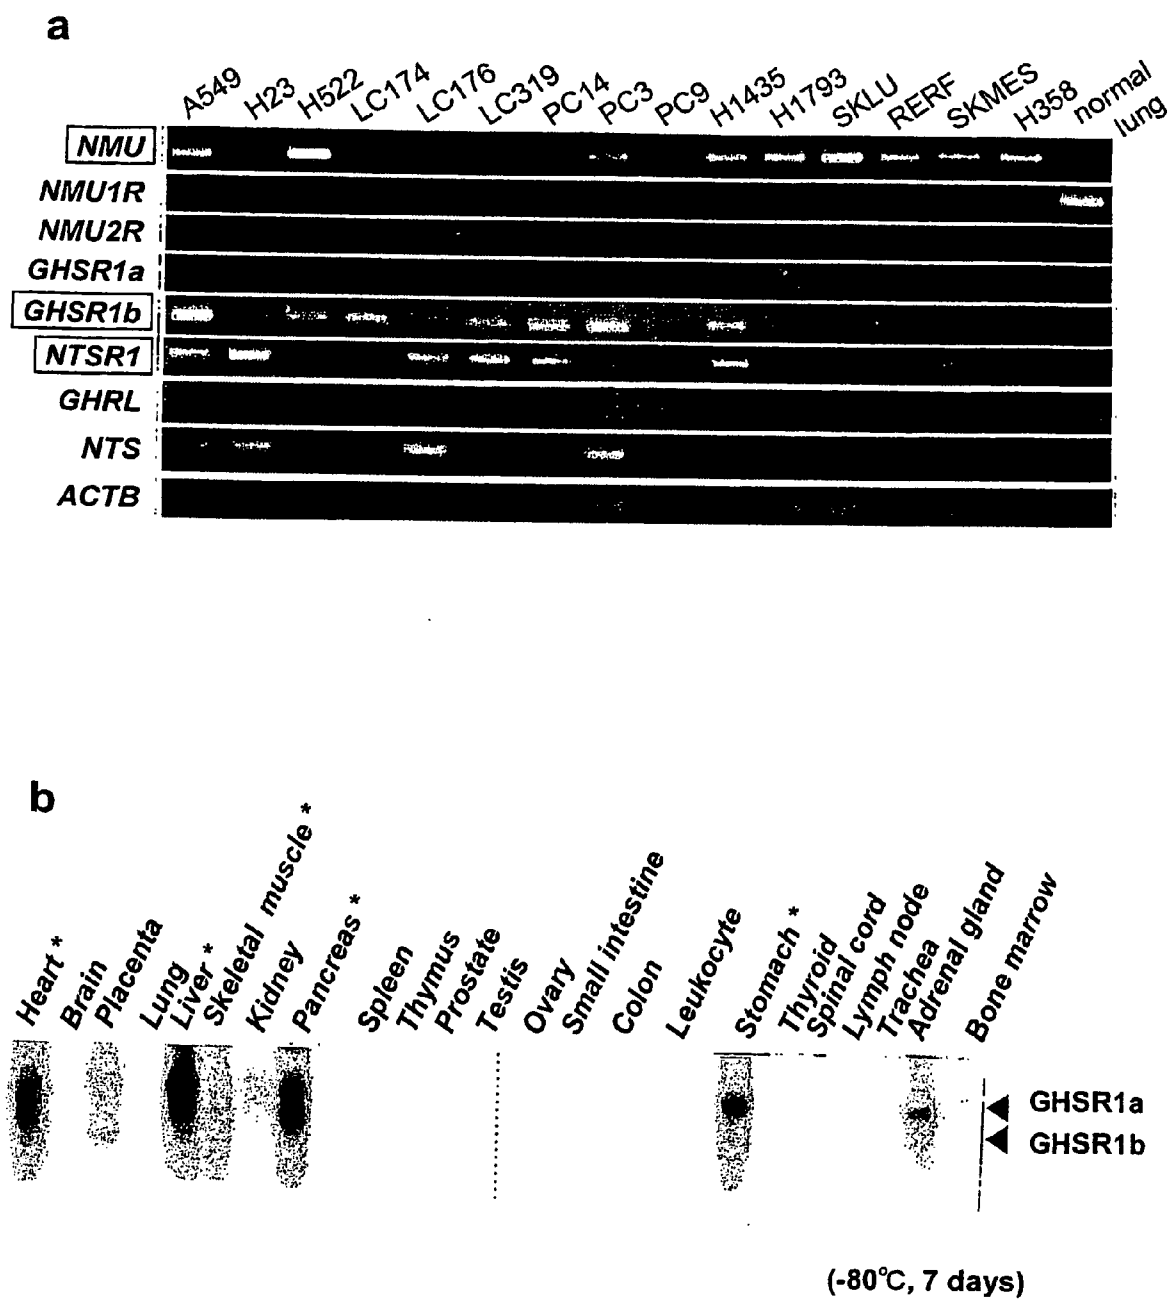 a
A549 H23 H522 LC174 LC176 LC319 PC14 PC3 PC9 H1435 H1793 SKLU RERF SKMES H358 normal lung
NMU
NMU1R
NMU2R
GHSR1a
GHSR1b
NTSR1
GHRL
NTS
ACTB
b
Heart * Brain Placenta Lung Liver * Skeletal muscle * Kidney Pancreas * Spleen Thymus Prostate Testis Ovary Small intestine Colon Leukocyte Stomach * Thyroid Spinal cord Lymph node Trachea Adrenal gland Bone marrow
GHSR1a
GHSR1b
(-80°C, 7 days)